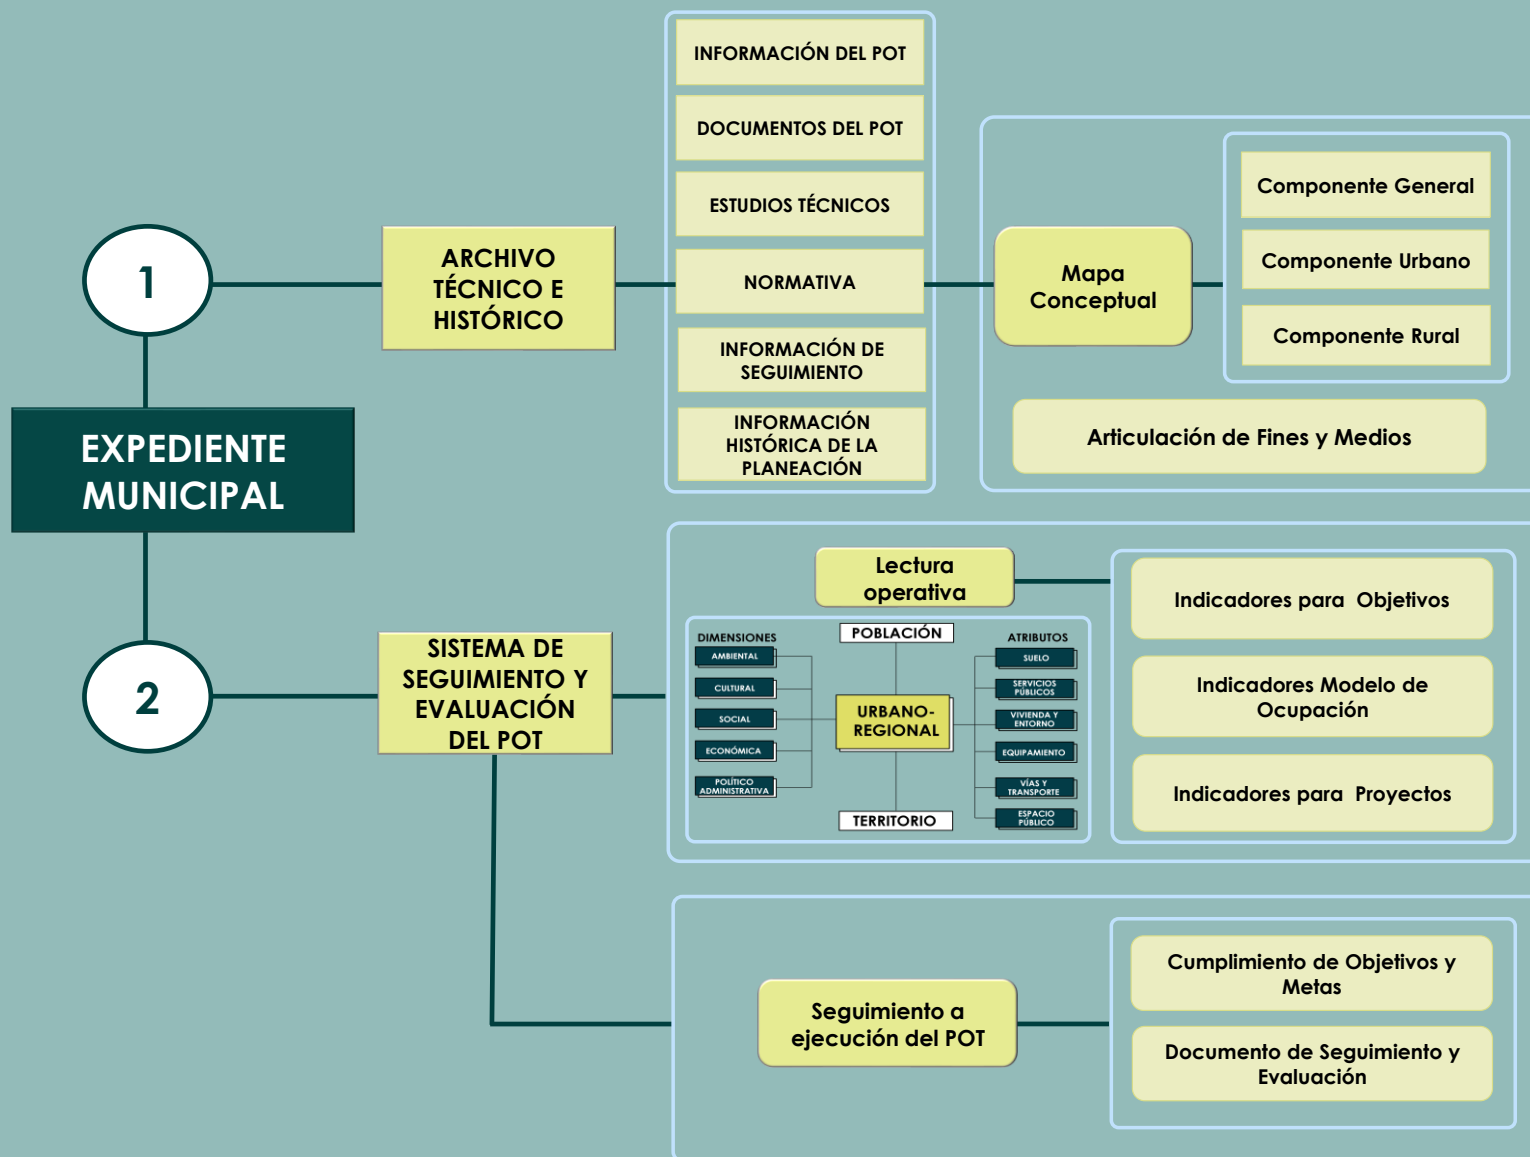 EXPEDIENTE
MUNICIPAL
1
ARCHIVO
TÉCNICO E
HISTÓRICO
INFORMACIÓN DEL POT
DOCUMENTOS DEL POT
ESTUDIOS TÉCNICOS
NORMATIVA
INFORMACIÓN DE
SEGUIMIENTO
INFORMACIÓN
HISTÓRICA DE LA
PLANEACIÓN
Mapa
Conceptual
Componente General
Componente Urbano
Componente Rural
Articulación de Fines y Medios
2
SISTEMA DE
SEGUIMIENTO Y
EVALUACIÓN
DEL POT
Lectura
operativa
DIMENSIONES
AMBIENTAL
CULTURAL
SOCIAL
ECONÓMICA
POLÍTICO
ADMINISTRATIVA
POBLACIÓN
URBANO-
REGIONAL
TERRITORIO
ATRIBUTOS
SUELO
SERVICIOS
PÚBLICOS
VIVIENDA Y
ENTORNO
EQUIPAMIENTO
VÍAS Y
TRANSPORTE
ESPACIO
PÚBLICO
Indicadores para Objetivos
Indicadores Modelo de
Ocupación
Indicadores para Proyectos
Seguimiento a
ejecución del POT
Cumplimiento de Objetivos y
Metas
Documento de Seguimiento y
Evaluación